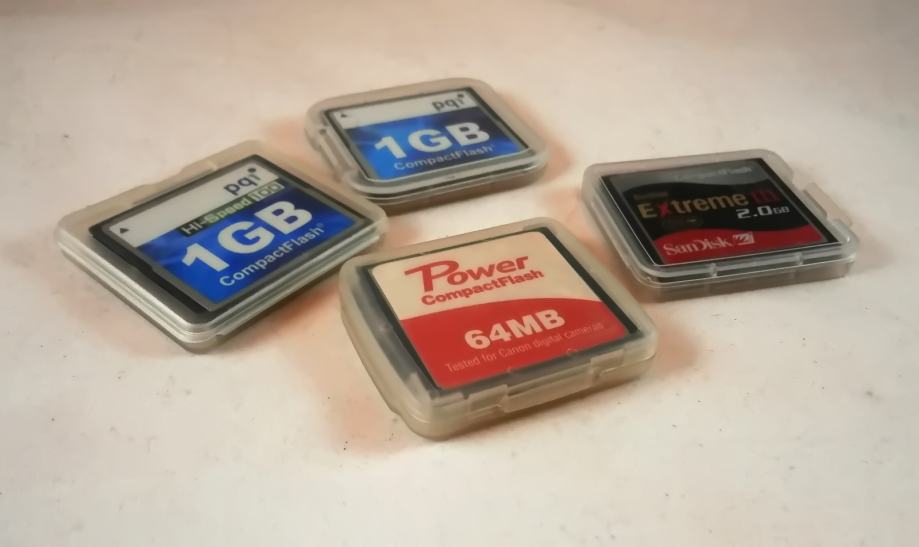 pqi
1GB
CompactFlash
pqi
Hi-Speed 100
1GB
CompactFlash
CompactFlash
Extreme III
2.0GB
SanDisk
Power
CompactFlash
64MB
Tested for Canon digital cameras